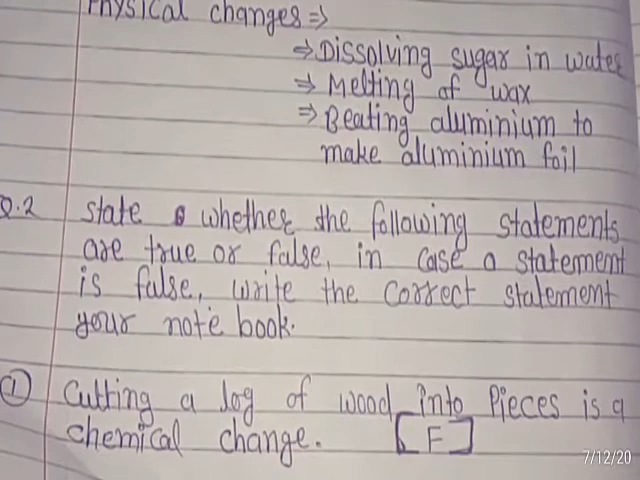 Physical changes ⇒
⇒ Dissolving sugar in water
⇒ Melting of wax
⇒ Beating aluminium to
make aluminium foil
Q.2 state whether the following statements
are true or false, in case a statement
is false, write the correct statement
your note book.
① Cutting a log of wood into Pieces is a
chemical change. [F]
7/12/20